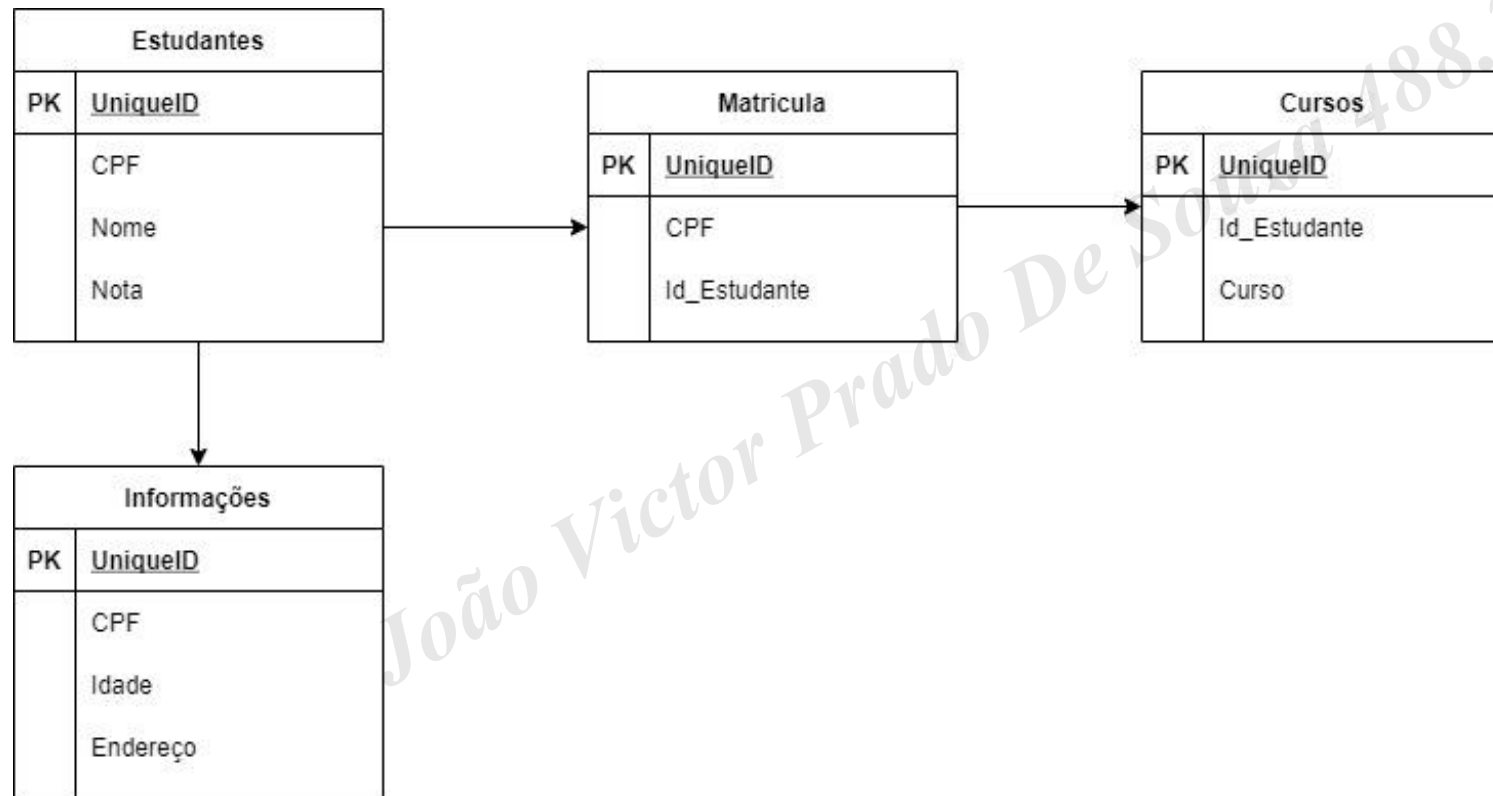 Estudantes
PK UniqueID
CPF
Nome
Nota
Matricula
PK UniqueID
CPF
Id_Estudante
Cursos
PK UniqueID
Id_Estudante
Curso
Informações
PK UniqueID
CPF
Idade
Endereço
João Victor Prado De Souza 488.